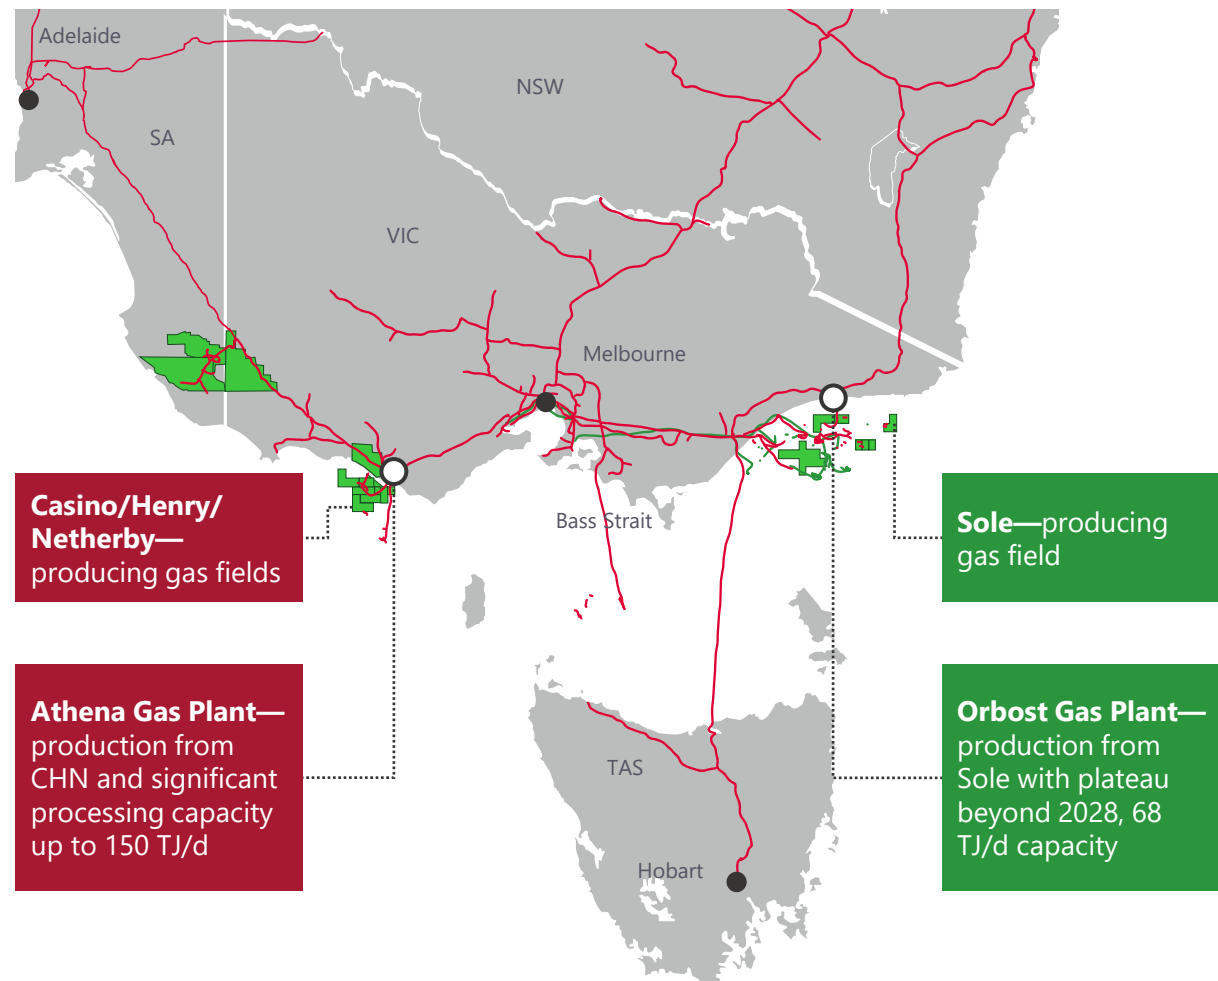 Adelaide
NSW
SA
VIC
Melbourne
Casino/Henry/
Netherby—
producing gas fields
Bass Strait
Sole—producing
gas field
Athena Gas Plant—
production from
CHN and significant
processing capacity
up to 150 TJ/d
TAS
Hobart
Orbost Gas Plant—
production from
Sole with plateau
beyond 2028, 68
TJ/d capacity